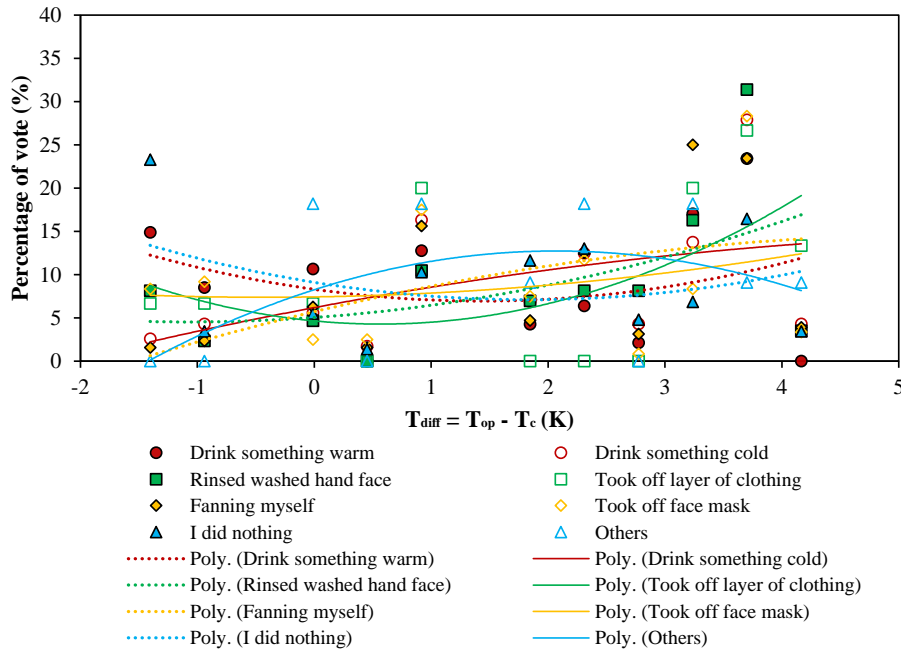 40
35
30
25
20
15
10
5
0
Percentage of vote (%)
-2 -1 0 1 2 3 4 5
Tdiff = Top - Tc (K)
Drink something warm Drink something cold
Rinsed washed hand face Took off layer of clothing
Fanning myself Took off face mask
I did nothing Others
Poly. (Drink something warm) Poly. (Drink something cold)
Poly. (Rinsed washed hand face) Poly. (Took off layer of clothing)
Poly. (Fanning myself) Poly. (Took off face mask)
Poly. (I did nothing) Poly. (Others)